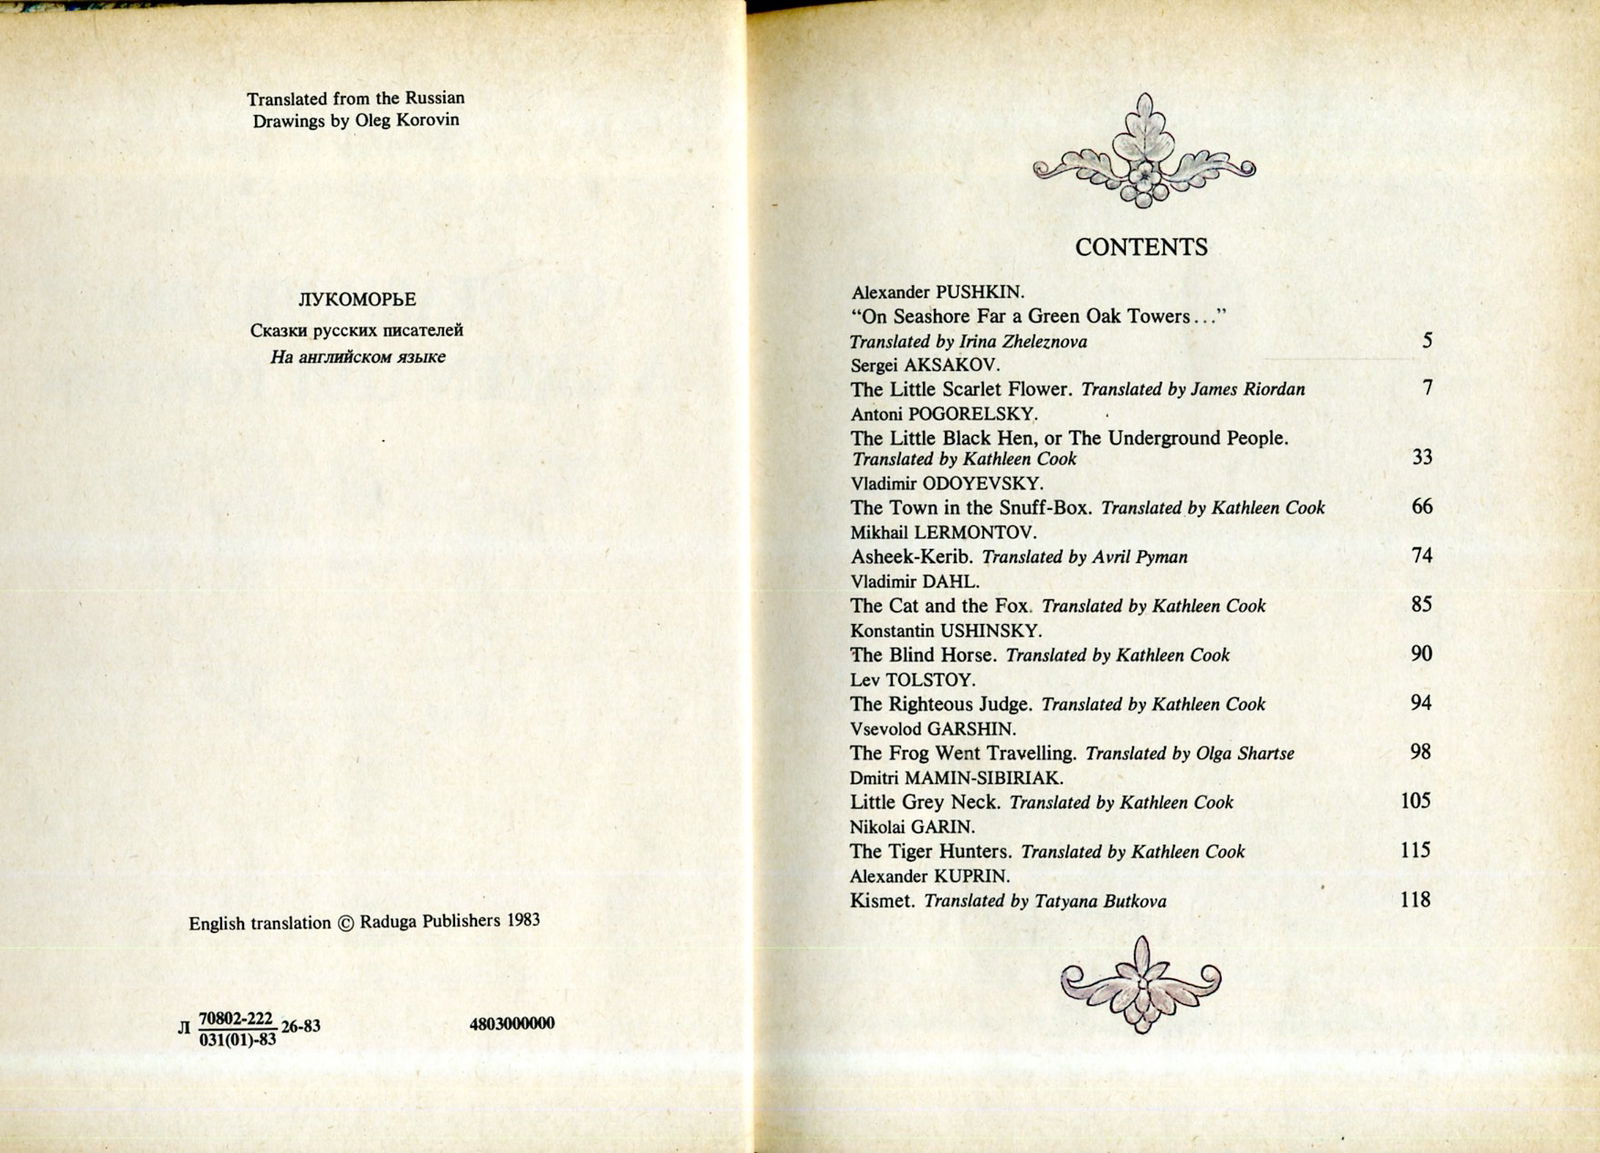 Translated from the Russian
Drawings by Oleg Korovin
ЛУКОМОРЬЕ
Сказки русских писателей
На английском языке
English translation © Raduga Publishers 1983
Л 70802-222 26-83
031(01)-83
4803000000
CONTENTS
Alexander PUSHKIN.
“On Seashore Far a Green Oak Towers...”
Translated by Irina Zheleznova 5
Sergei AKSAKOV.
The Little Scarlet Flower. Translated by James Riordan 7
Antoni POGORELSKY.
The Little Black Hen, or The Underground People.
Translated by Kathleen Cook 33
Vladimir ODOYEVSKY.
The Town in the Snuff-Box. Translated by Kathleen Cook 66
Mikhail LERMONTOV.
Asheek-Kerib. Translated by Avril Pyman 74
Vladimir DAHL.
The Cat and the Fox. Translated by Kathleen Cook 85
Konstantin USHINSKY.
The Blind Horse. Translated by Kathleen Cook 90
Lev TOLSTOY.
The Righteous Judge. Translated by Kathleen Cook 94
Vsevolod GARSHIN.
The Frog Went Travelling. Translated by Olga Shartse 98
Dmitri MAMIN-SIBIRIAK.
Little Grey Neck. Translated by Kathleen Cook 105
Nikolai GARIN.
The Tiger Hunters. Translated by Kathleen Cook 115
Alexander KUPRIN.
Kismet. Translated by Tatyana Butkova 118